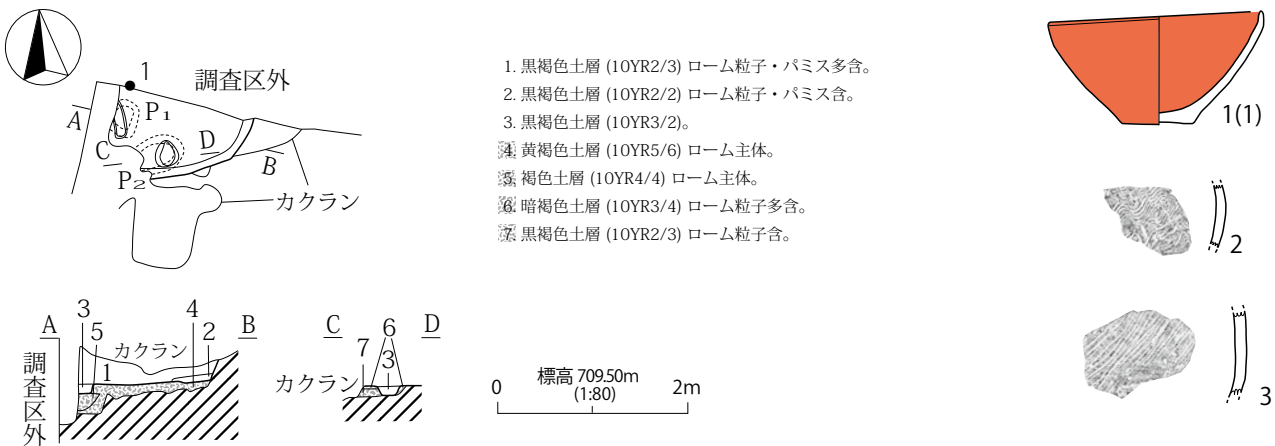 1
調査区外
A
P1
D
C
B
P2
カクラン
1. 黒褐色土層 (10YR2/3) ローム粒子・パミス多含。
2. 黒褐色土層 (10YR2/2) ローム粒子・パミス含。
3. 黒褐色土層 (10YR3/2)。
4. 黄褐色土層 (10YR5/6) ローム主体。
5. 褐色土層 (10YR4/4) ローム主体。
6. 暗褐色土層 (10YR3/4) ローム粒子多含。
7. 黒褐色土層 (10YR2/3) ローム粒子含。
1(1)
2
3
A
3
5
1
カクラン
4
2
B
調査区外
C
6
D
7
3
カクラン
標高 709.50m
0
(1:80)
2m